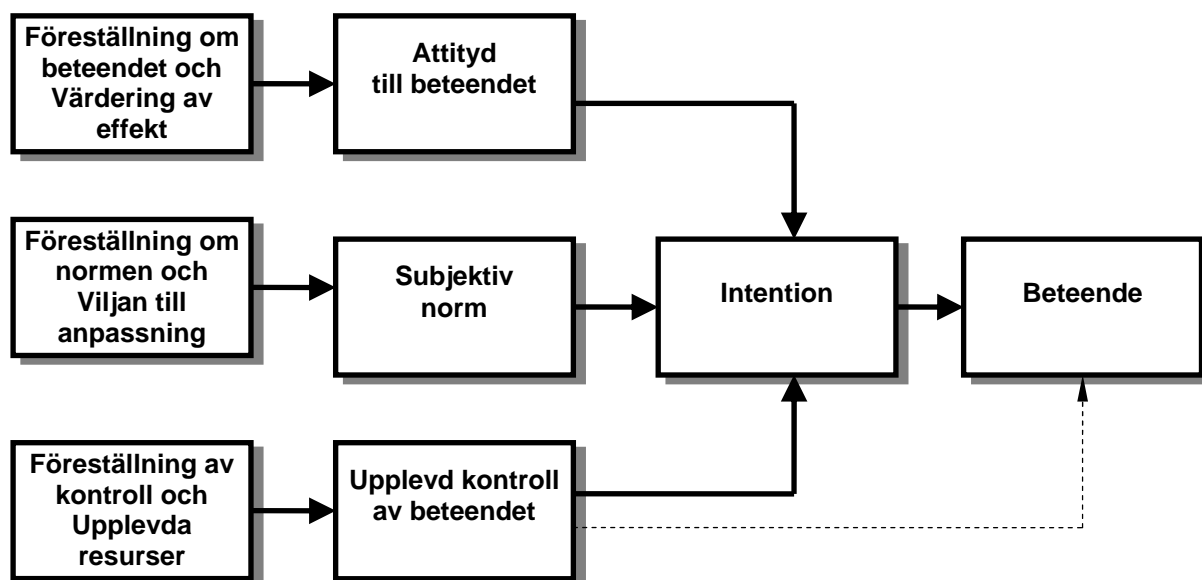 Föreställning om
beteendet och
Värdering av
effekt
Attityd
till beteendet
Föreställning om
normen och
Viljan till
anpassning
Subjektiv
norm
Intention
Beteende
Föreställning av
kontroll och
Upplevda
resurser
Upplevd kontroll
av beteendet